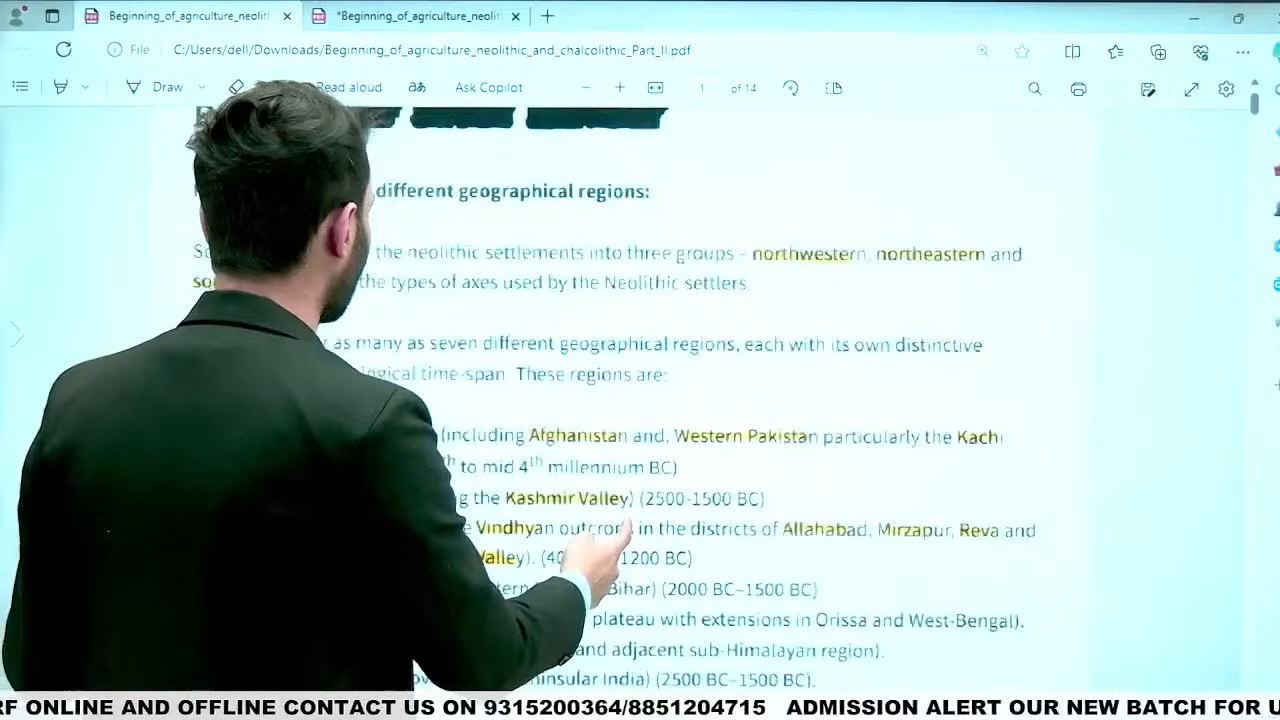 Beginning_of_agriculture_neolit
*Beginning_of_agriculture_neolit
File C:/Users/dell/Downloads/Beginning_of_agriculture_neolithic_and_chalcolithic_Part_II.pdf
Draw Read aloud Ask Copilot 1 of 14
different geographical regions:
the neolithic settlements into three groups – northwestern, northeastern and
the types of axes used by the Neolithic settlers
as many as seven different geographical regions, each with its own distinctive
logical time-span These regions are:
(including Afghanistan and, Western Pakistan particularly the Kachi
to mid 4th millennium BC)
the Kashmir Valley) (2500-1500 BC)
Vindhyan outcrops in the districts of Allahabad, Mirzapur, Reva and
Valley). 1200 BC)
Bihar) (2000 BC–1500 BC)
plateau with extensions in Orissa and West-Bengal).
and adjacent sub-Himalayan region).
ninsular India) (2500 BC–1500 BC).
RF ONLINE AND OFFLINE CONTACT US ON 9315200364/8851204715 ADMISSION ALERT OUR NEW BATCH FOR U